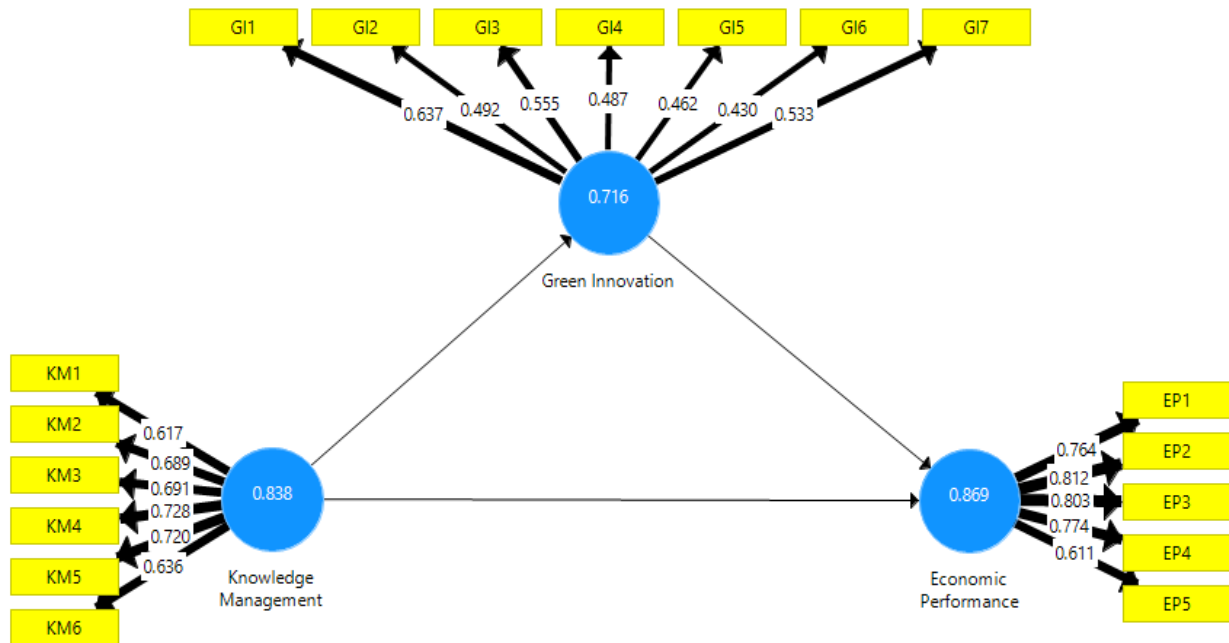 GI1 GI2 GI3 GI4 GI5 GI6 GI7
0.637 0.492 0.555 0.487 0.462 0.430 0.533
0.716
Green Innovation
KM1
KM2
KM3
KM4
KM5
KM6
0.617
0.689
0.691
0.728
0.720
0.636
0.838
Knowledge
Management
0.869
Economic
Performance
0.764
0.812
0.803
0.774
0.611
EP1
EP2
EP3
EP4
EP5